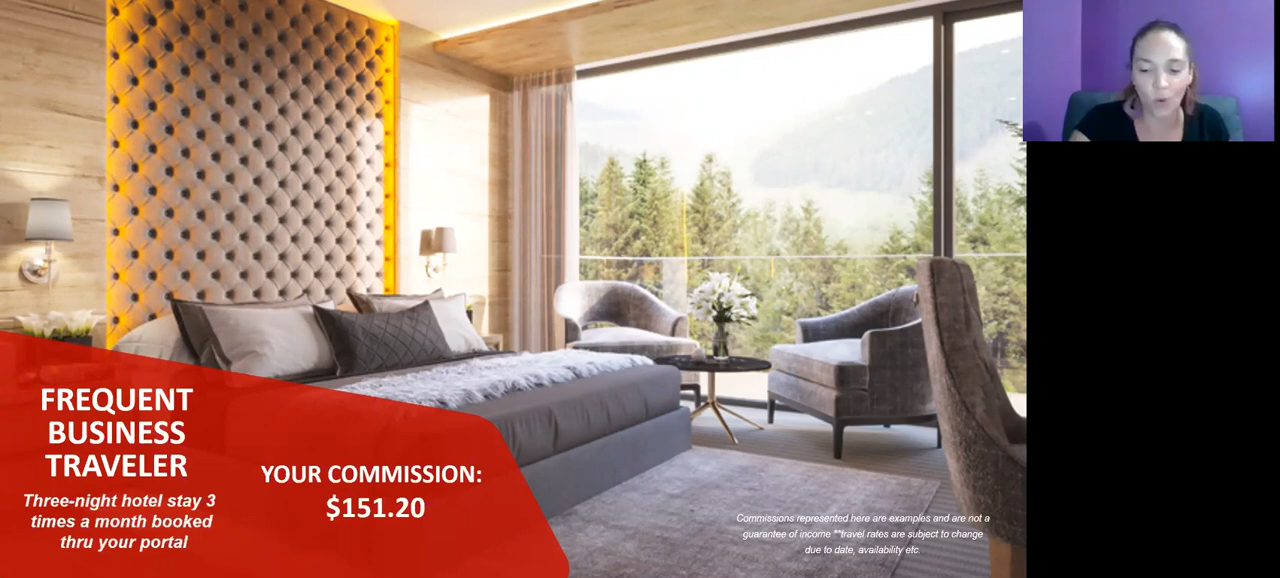 FREQUENT
BUSINESS
TRAVELER
Three-night hotel stay 3
times a month booked
thru your portal
YOUR COMMISSION:
$151.20
Commissions represented here are examples and are not a
guarantee of income **travel rates are subject to change
due to date, availability etc.